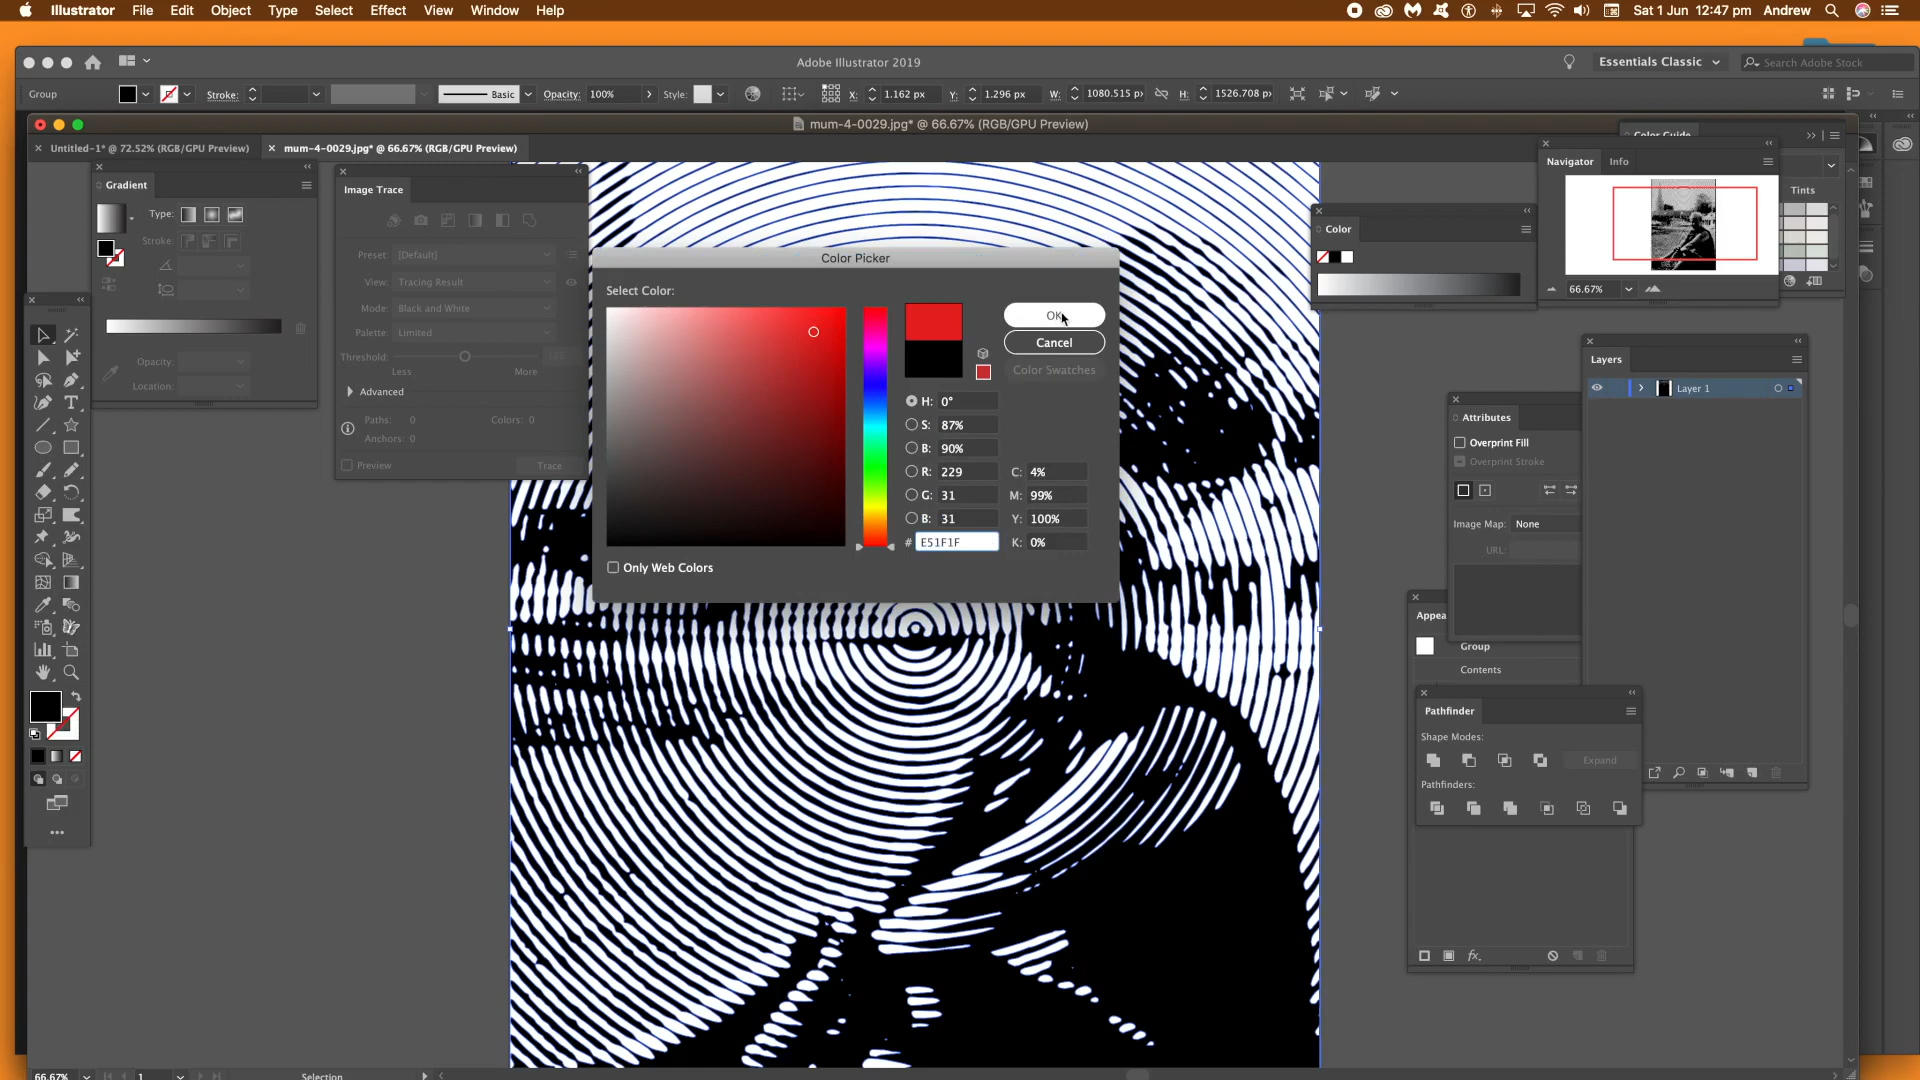 Illustrator File Edit Object Type Select Effect View Window Help
Sat 1 Jun 12:47 pm Andrew
Adobe Illustrator 2019
Essentials Classic
Search Adobe Stock
Group
Stroke:
Basic
Opacity: 100%
Style:
X: 1.162 px
Y: 1.296 px
W: 1080.515 px
H: 1526.708 px
mum-4-0029.jpg* @ 66.67% (RGB/GPU Preview)
Untitled-1* @ 72.52% (RGB/GPU Preview)
mum-4-0029.jpg* @ 66.67% (RGB/GPU Preview)
Gradient
Type:
Stroke:
Opacity:
Location:
Image Trace
Preset: [Default]
View: Tracing Result
Mode: Black and White
Palette: Limited
Threshold:
Less More
Advanced
Paths: 0 Colors: 0
Anchors: 0
Preview Trace
Color Picker
Select Color:
OK
Cancel
Color Swatches
H: 0°
S: 87%
B: 90%
R: 229
G: 31
B: 31
# E51F1F
C: 4%
M: 99%
Y: 100%
K: 0%
Only Web Colors
Color
Color Guide
Navigator Info
66.67%
Tints
Layers
Layer 1
Attributes
Overprint Fill
Overprint Stroke
Image Map: None
URL:
Appea
Group
Contents
Pathfinder
Shape Modes:
Expand
Pathfinders:
66.67% 1 Selection